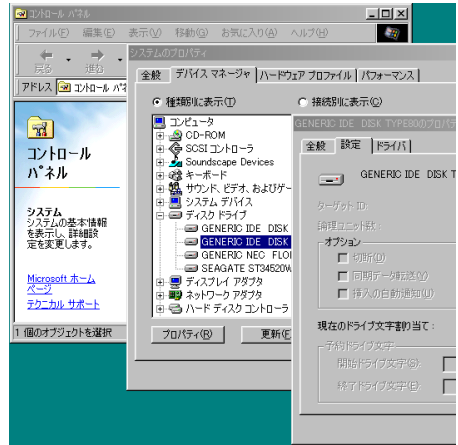 コントロール パネル
ファイル(F) 編集(E) 表示(V) 移動(G) お気に入り(A) ヘルプ(H)
戻る 進む
アドレス コントロール パネ
コントロール
パネル
システム
システムの基本情報
を表示し、詳細設
定を変更します。
Microsoft ホーム
ページ
テクニカル サポート
1 個のオブジェクトを選択
システムのプロパティ
全般 デバイス マネージャ ハードウェア プロファイル パフォーマンス
種類別に表示(T) 接続別に表示(C)
コンピュータ
CD-ROM
SCSI コントローラ
Soundscape Devices
キーボード
サウンド、ビデオ、およびゲー
システム デバイス
ディスク ドライブ
GENERIC IDE DISK
GENERIC IDE DISK
GENERIC NEC FLO
SEAGATE ST34520W
ディスプレイ アダプタ
ネットワーク アダプタ
ハード ディスク コントローラ
プロパティ(R) 更新(E
GENERIC IDE DISK TYPE80のプロパテ
全般 設定 ドライバ
GENERIC IDE DISK T
ターゲット ID:
論理ユニット数:
オプション
切断(D)
同期データ転送(Y)
挿入の自動通知(U)
現在のドライブ文字割り当て:
予約ドライブ文字:
開始ドライブ文字(S):
終了ドライブ文字(E):